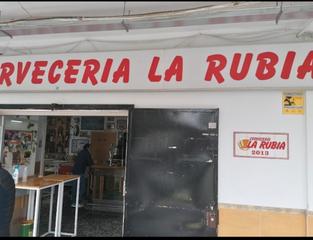 RVECERIA LA RUBIA
CERVECERIA
LA RUBIA
2013